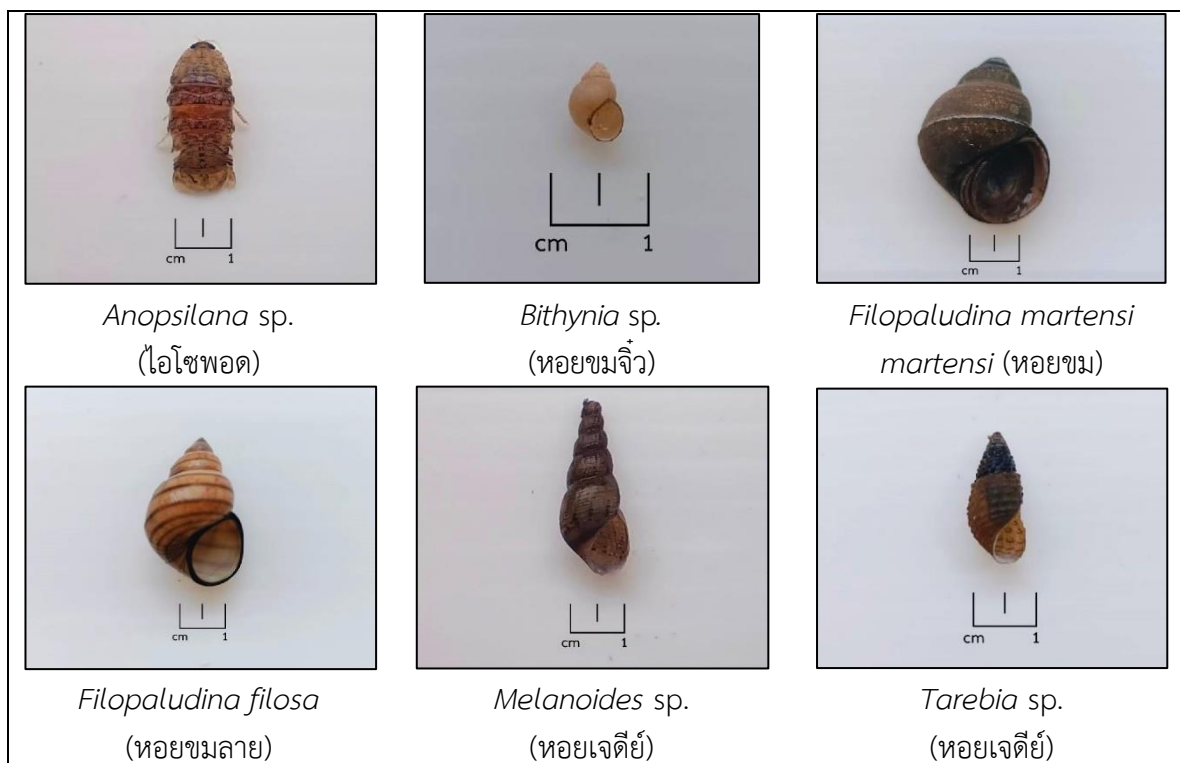 cm 1
cm 1
cm 1
Anopsilana sp.
(ไอโซพอด)
Bithynia sp.
(หอยขมจิ๋ว)
Filopaludina martensi
martensi (หอยขม)
cm 1
cm 1
cm 1
Filopaludina filosa
(หอยขมลาย)
Melanoides sp.
(หอยเจดีย์)
Tarebia sp.
(หอยเจดีย์)